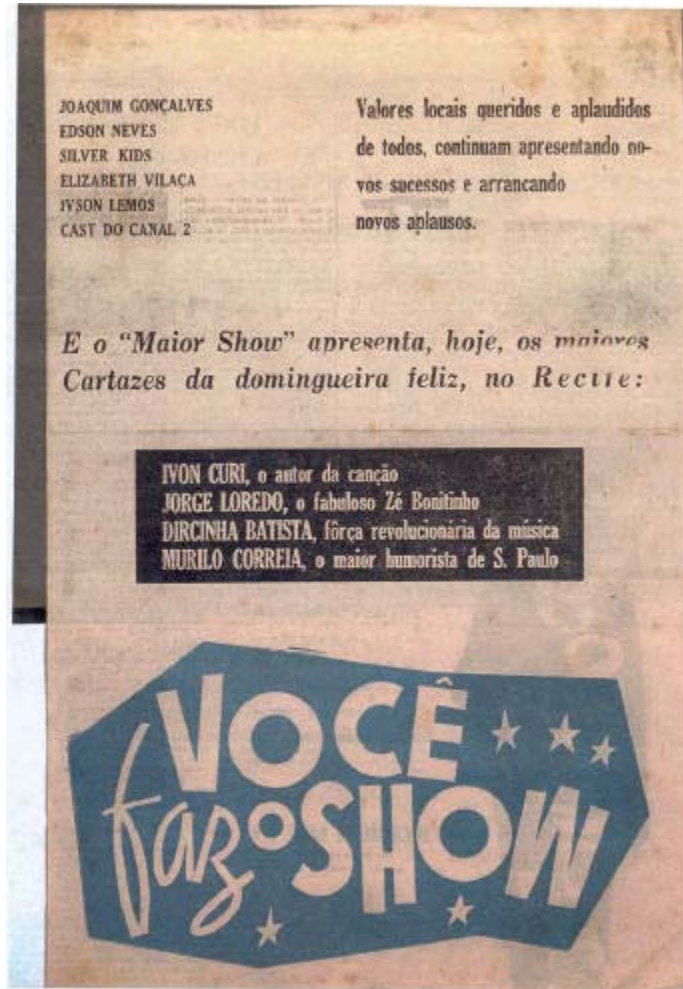 JOAQUIM GONÇALVES
EDSON NEVES
SILVER KIDS
ELIZABETH VILAÇA
IVSON LEMOS
CAST DO CANAL 2
Valores locais queridos e aplaudidos
de todos, continuam apresentando no-
vos sucessos e arrancando
novos aplausos.
E o "Maior Show" apresenta, hoje, os maiores
Cartazes da domingueira feliz, no Recife:
IVON CURI, o autor da canção
JORGE LOREDO, o fabuloso Zé Bonitinho
DIRCINHA BATISTA, fôrça revolucionária da música
MURILO CORREIA, o maior humorista de S. Paulo
VOCÊ
faz o SHOW